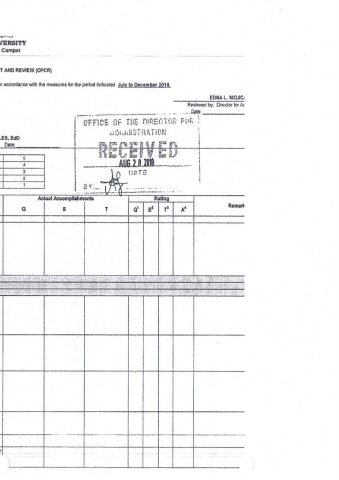 VERSITY
Campus
T AND REVIEW (OPCR)
n accordance with the measures for the period indicated July to December 2018.
EDNA L. MOJIC
Reviewed by: Director for A
Date
OFFICE OF THE DIRECTOR FOR
ADMINISTRATION
RECEIVED
AUG 28 2018
DATE
BY:
LES, EdD
Date:
5
4
3
2
1
Actual Accomplishments Rating Remark
Q E T Q1 E2 T3 A4